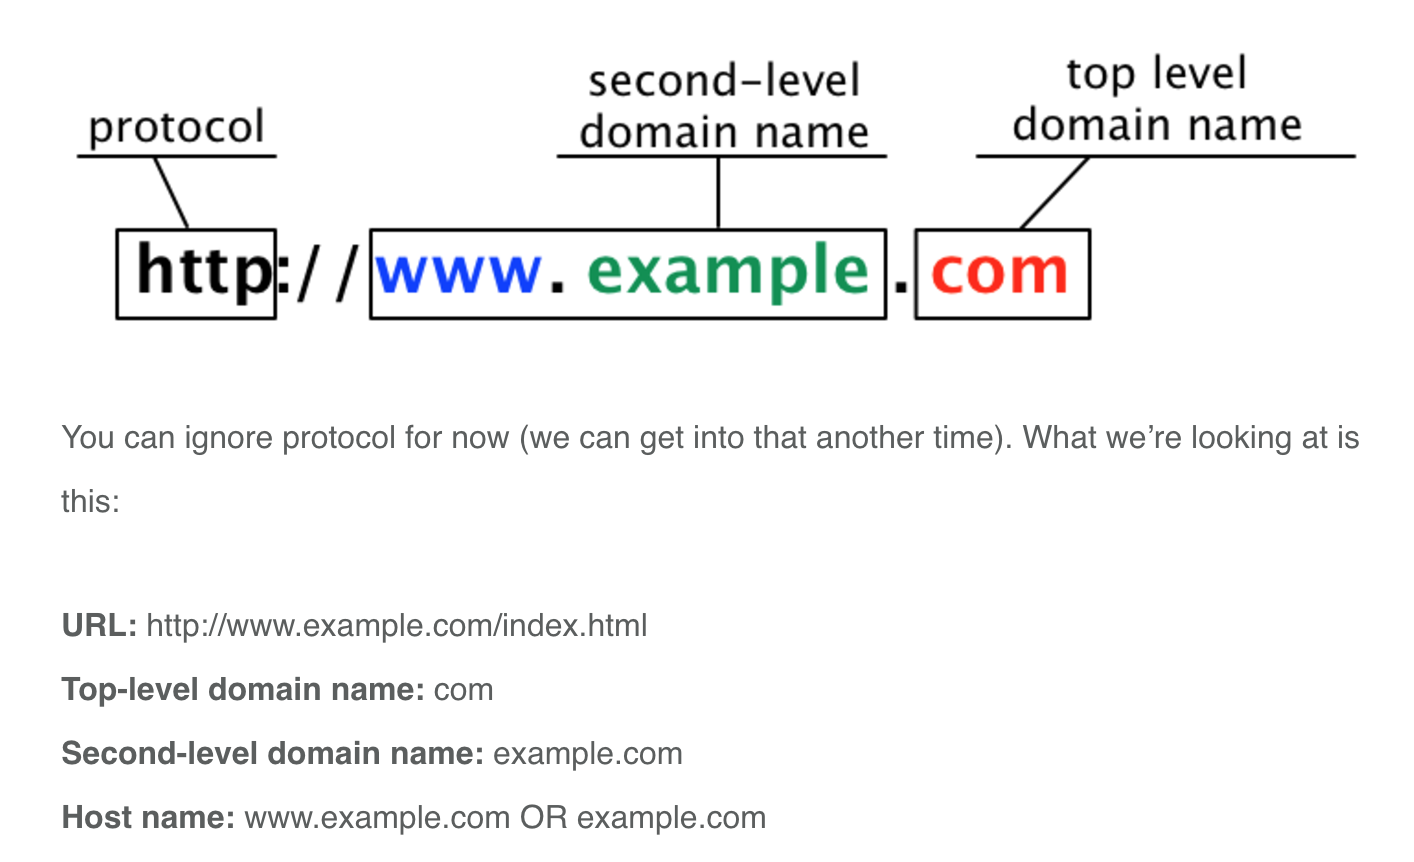 second-level top level
protocol domain name domain name
http://www. example.com
You can ignore protocol for now (we can get into that another time). What we’re looking at is
this:
URL: http://www.example.com/index.html
Top-level domain name: com
Second-level domain name: example.com
Host name: www.example.com OR example.com